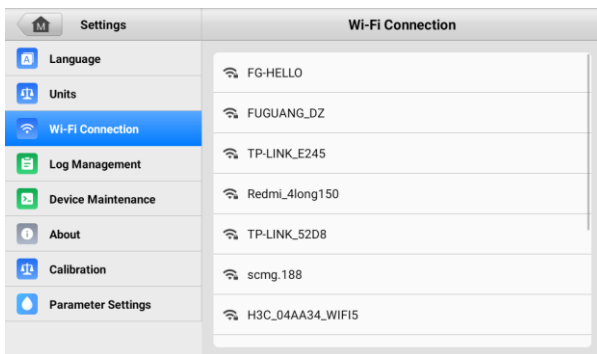 M
Settings
Wi-Fi Connection
A
Language
Units
Wi-Fi Connection
Log Management
Device Maintenance
About
Calibration
Parameter Settings
FG-HELLO
FUGUANG_DZ
TP-LINK_E245
Redmi_4long150
TP-LINK_52D8
scmg.188
H3C_04AA34_WIFI5